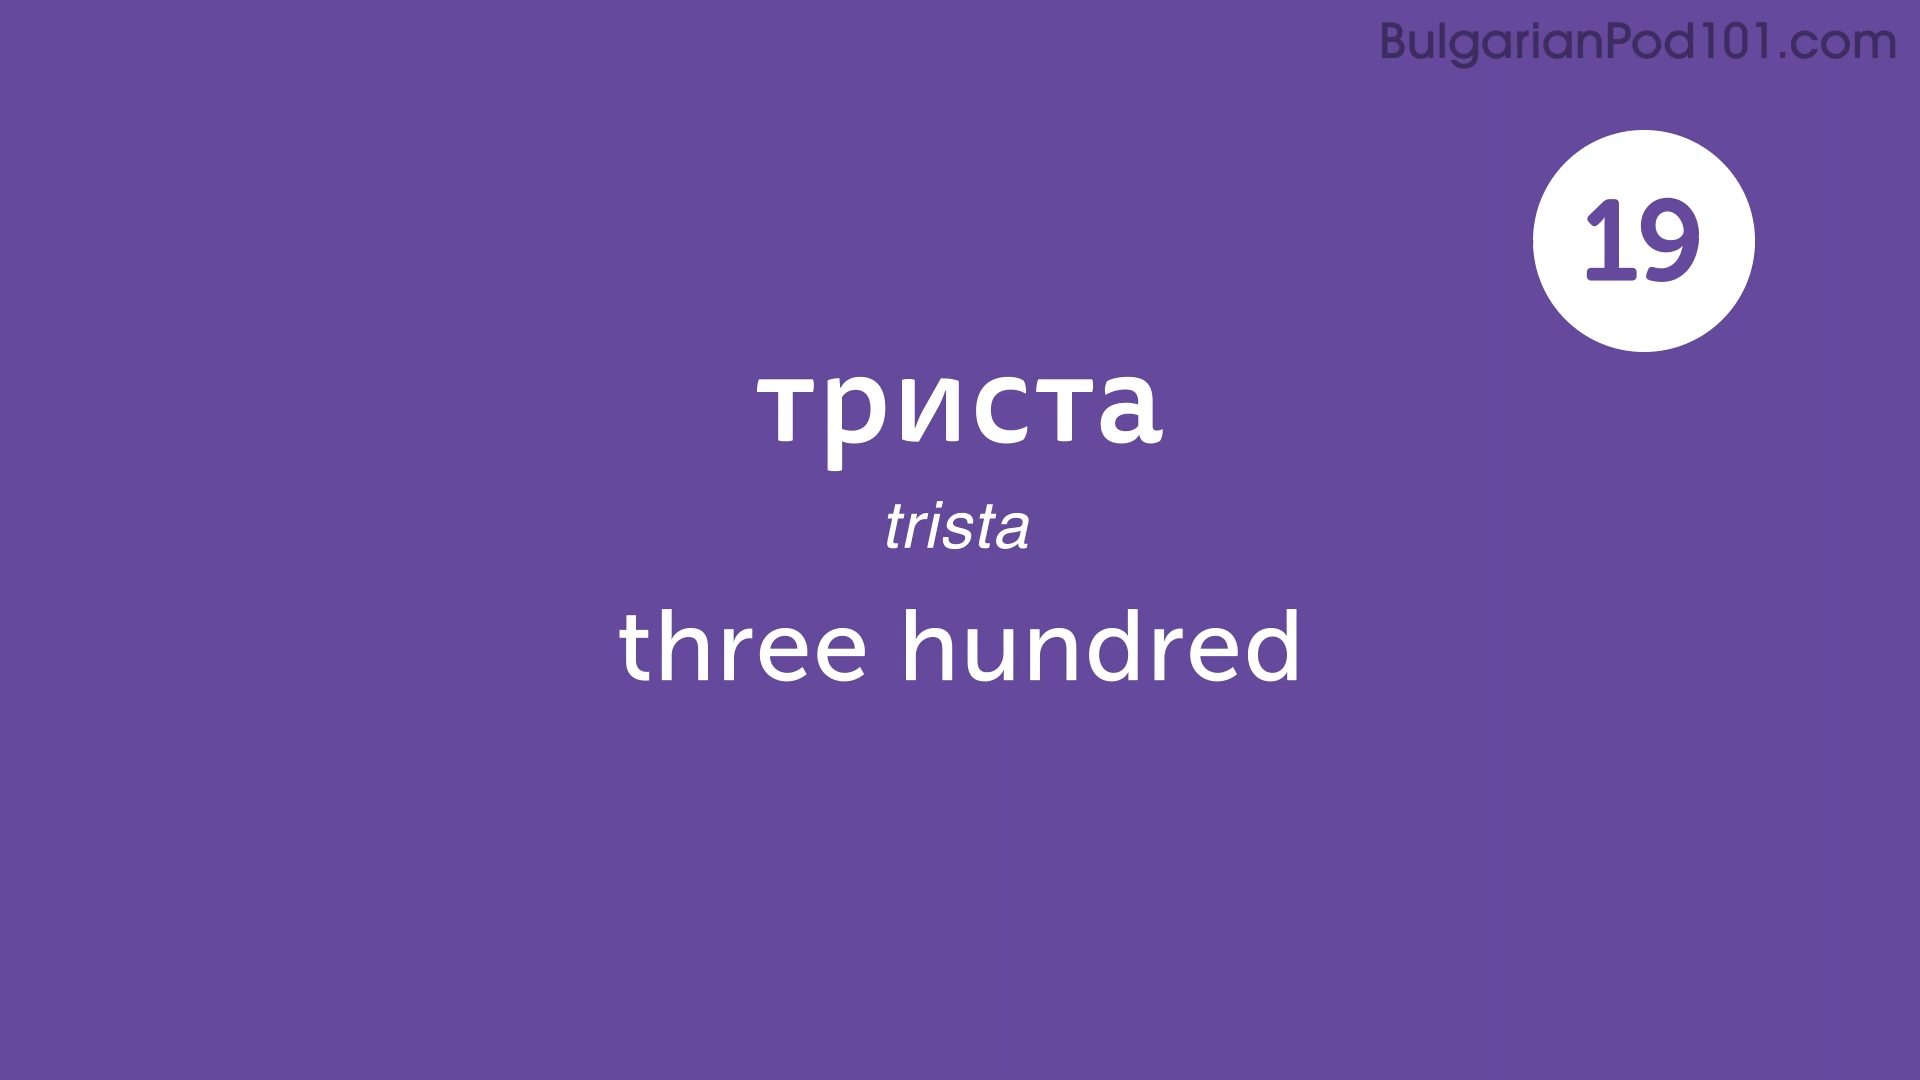 BulgarianPod101.com
19
триста
trista
three hundred